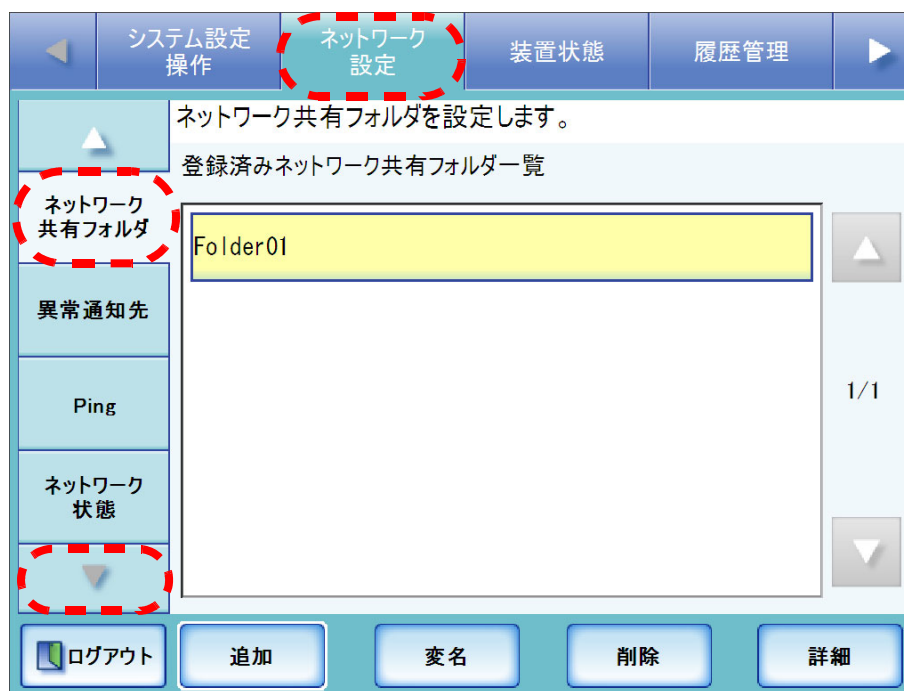 システム設定
操作
ネットワーク
設定
装置状態
履歴管理
ネットワーク共有フォルダを設定します。
登録済みネットワーク共有フォルダ一覧
ネットワーク
共有フォルダ
Folder01
異常通知先
Ping
1/1
ネットワーク
状態
ログアウト
追加
変名
削除
詳細